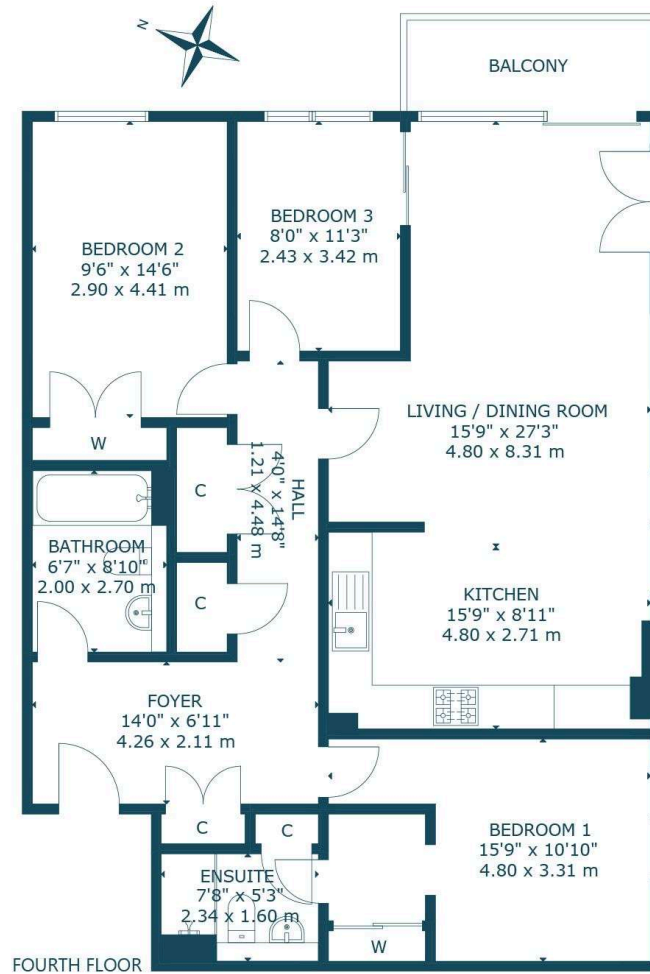 N
BALCONY
BEDROOM 2
9'6" x 14'6"
2.90 x 4.41 m
BEDROOM 3
8'0" x 11'3"
2.43 x 3.42 m
LIVING / DINING ROOM
15'9" x 27'3"
4.80 x 8.31 m
W
C
HALL
4'0" x 14'8"
1.21 x 4.48 m
BATHROOM
6'7" x 8'10"
2.00 x 2.70 m
C
KITCHEN
15'9" x 8'11"
4.80 x 2.71 m
FOYER
14'0" x 6'11"
4.26 x 2.11 m
C
C
BEDROOM 1
15'9" x 10'10"
4.80 x 3.31 m
ENSUITE
7'8" x 5'3"
2.34 x 1.60 m
W
FOURTH FLOOR